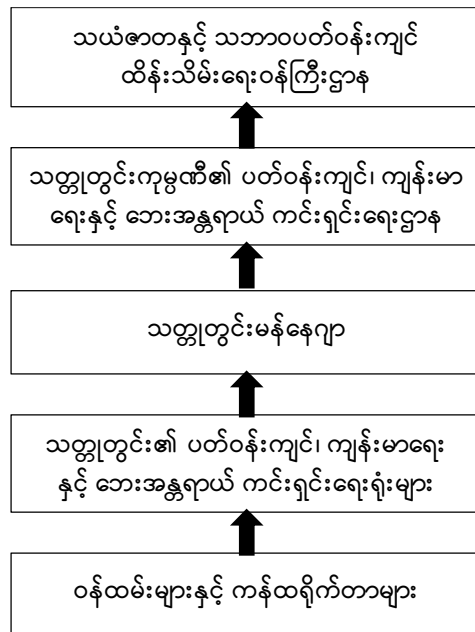 သယံဇာတနှင့် သဘာဝပတ်ဝန်းကျင်
ထိန်းသိမ်းရေးဝန်ကြီးဌာန
သတ္တုတွင်းကုမ္ပဏီ၏ ပတ်ဝန်းကျင်၊ ကျန်းမာ
ရေးနှင့် ဘေးအန္တရာယ် ကင်းရှင်းရေးဌာန
သတ္တုတွင်းမန်နေဂျာ
သတ္တုတွင်း၏ ပတ်ဝန်းကျင်၊ ကျန်းမာရေး
နှင့် ဘေးအန္တရာယ် ကင်းရှင်းရေးရုံးများ
ဝန်ထမ်းများနှင့် ကန်ထရိုက်တာများ